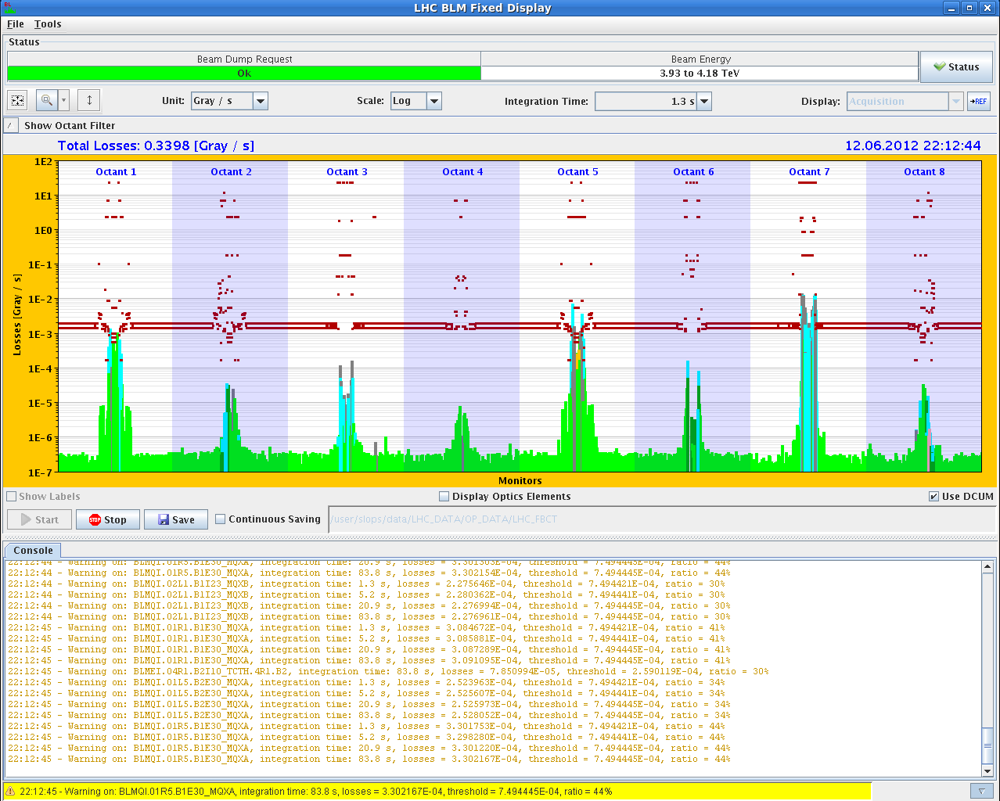 BL
LHC BLM Fixed Display
File Tools
Status
Beam Dump Request Beam Energy
Ok 3.93 to 4.18 TeV Status
Unit: Gray / s Scale: Log Integration Time: 1.3 s Display: Acquisition →REF
Show Octant Filter
Total Losses: 0.3398 [Gray / s] 12.06.2012 22:12:44
Octant 1 Octant 2 Octant 3 Octant 4 Octant 5 Octant 6 Octant 7 Octant 8
1E2
1E1
1E0
1E-1
1E-2
1E-3
1E-4
1E-5
1E-6
1E-7
Losses [Gray / s]
Monitors
Show Labels Display Optics Elements Use DCUM
Start STOP Stop Save Continuous Saving /user/slops/data/LHC_DATA/OP_DATA/LHC_FBCT
Console
22:12:44 - Warning on: BLMQI.01R5.B1E30_MQXA, integration time: 20.9 s, losses = 3.301303E-04, threshold = 7.494445E-04, ratio = 44%
22:12:44 - Warning on: BLMQI.01R5.B1E30_MQXA, integration time: 83.8 s, losses = 3.302154E-04, threshold = 7.494445E-04, ratio = 44%
22:12:44 - Warning on: BLMQI.02L1.B1I23_MQXB, integration time: 1.3 s, losses = 2.275646E-04, threshold = 7.494421E-04, ratio = 30%
22:12:44 - Warning on: BLMQI.02L1.B1I23_MQXB, integration time: 5.2 s, losses = 2.280362E-04, threshold = 7.494441E-04, ratio = 30%
22:12:44 - Warning on: BLMQI.02L1.B1I23_MQXB, integration time: 20.9 s, losses = 2.276994E-04, threshold = 7.494445E-04, ratio = 30%
22:12:44 - Warning on: BLMQI.02L1.B1I23_MQXB, integration time: 83.8 s, losses = 2.276961E-04, threshold = 7.494445E-04, ratio = 30%
22:12:45 - Warning on: BLMQI.01R1.B1E30_MQXA, integration time: 1.3 s, losses = 3.084672E-04, threshold = 7.494421E-04, ratio = 41%
22:12:45 - Warning on: BLMQI.01R1.B1E30_MQXA, integration time: 5.2 s, losses = 3.085881E-04, threshold = 7.494441E-04, ratio = 41%
22:12:45 - Warning on: BLMQI.01R1.B1E30_MQXA, integration time: 20.9 s, losses = 3.087289E-04, threshold = 7.494445E-04, ratio = 41%
22:12:45 - Warning on: BLMQI.01R1.B1E30_MQXA, integration time: 83.8 s, losses = 3.091095E-04, threshold = 7.494445E-04, ratio = 41%
22:12:45 - Warning on: BLMEI.04R1.B2I10_TCTH.4R1.B2, integration time: 83.8 s, losses = 7.850994E-05, threshold = 2.590119E-04, ratio = 30%
22:12:45 - Warning on: BLMQI.01L5.B2E30_MQXA, integration time: 1.3 s, losses = 2.523963E-04, threshold = 7.494421E-04, ratio = 34%
22:12:45 - Warning on: BLMQI.01L5.B2E30_MQXA, integration time: 5.2 s, losses = 2.525607E-04, threshold = 7.494441E-04, ratio = 34%
22:12:45 - Warning on: BLMQI.01L5.B2E30_MQXA, integration time: 20.9 s, losses = 2.525973E-04, threshold = 7.494445E-04, ratio = 34%
22:12:45 - Warning on: BLMQI.01L5.B2E30_MQXA, integration time: 83.8 s, losses = 2.528052E-04, threshold = 7.494445E-04, ratio = 34%
22:12:45 - Warning on: BLMQI.01R5.B1E30_MQXA, integration time: 1.3 s, losses = 3.301753E-04, threshold = 7.494421E-04, ratio = 44%
22:12:45 - Warning on: BLMQI.01R5.B1E30_MQXA, integration time: 5.2 s, losses = 3.298280E-04, threshold = 7.494441E-04, ratio = 44%
22:12:45 - Warning on: BLMQI.01R5.B1E30_MQXA, integration time: 20.9 s, losses = 3.301220E-04, threshold = 7.494445E-04, ratio = 44%
22:12:45 - Warning on: BLMQI.01R5.B1E30_MQXA, integration time: 83.8 s, losses = 3.302167E-04, threshold = 7.494445E-04, ratio = 44%
22:12:45 - Warning on: BLMQI.01R5.B1E30_MQXA, integration time: 83.8 s, losses = 3.302167E-04, threshold = 7.494445E-04, ratio = 44%